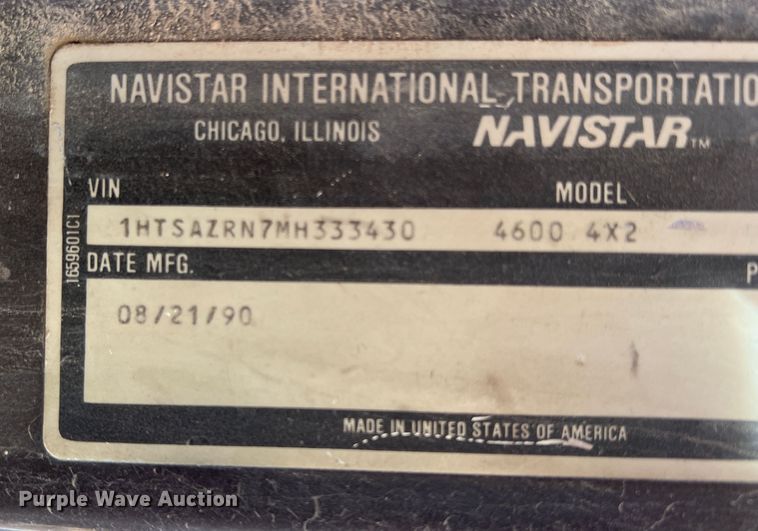 NAVISTAR INTERNATIONAL TRANSPORTATIO
CHICAGO, ILLINOIS NAVISTAR™
VIN MODEL
1HTSAZRN7MH333430 4600 4X2
1659601C1
DATE MFG. P
08/21/90
MADE IN UNITED STATES OF AMERICA
Purple Wave Auction